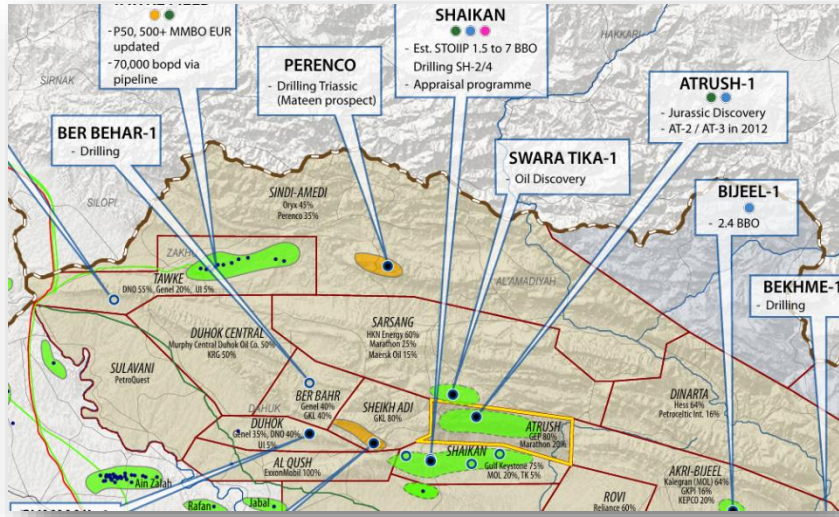 - P50, 500+ MMBO EUR
updated
- 70,000 bopd via
pipeline
SHAIKAN
- Est. STOIIP 1.5 to 7 BBO
Drilling SH-2/4
- Appraisal programme
PERENCO
Drilling Triassic
(Mateen prospect)
ATRUSH-1
- Jurassic Discovery
- AT-2 / AT-3 in 2012
BER BEHAR-1
- Drilling
SWARA TIKA-1
- Oil Discovery
BIJEEL-1
- 2.4 BBO
BEKHME-1
- Drilling
HAKKARI
SIRNAK
SILOPI
ZAKHO
AL'AMADIYAH
DAHUK
SINDI-AMEDI
Oryx 45%
Perenco 35%
TAWKE
DNO 55%, Genel 20%, UI 5%
DUHOK CENTRAL
Murphy Central Duhok Oil Co. 50%
KRG 50%
SARSANG
HKN Energy 60%
Marathon 25%
Maersk Oil 15%
SULAVANI
PetroQuest
BER BAHR
Genel 40%
GKL 40%
SHEIKH ADI
GKL 80%
DINARTA
Hess 64%
Petroceltic Int. 16%
DUHOK
Genel 35%, DNO 40%
UI 5%
ATRUSH
GEP 80%
Marathon 20%
AL QUSH
ExxonMobil 100%
SHAIKAN
Gulf Keystone 75%
MOL 20%, TK 5%
AKRI-BIJEEL
Kalegran (MOL) 64%
GKPI 16%
KEPCO 20%
ROVI
Reliance 60%
Ain Zalah
Rafan
Jabal